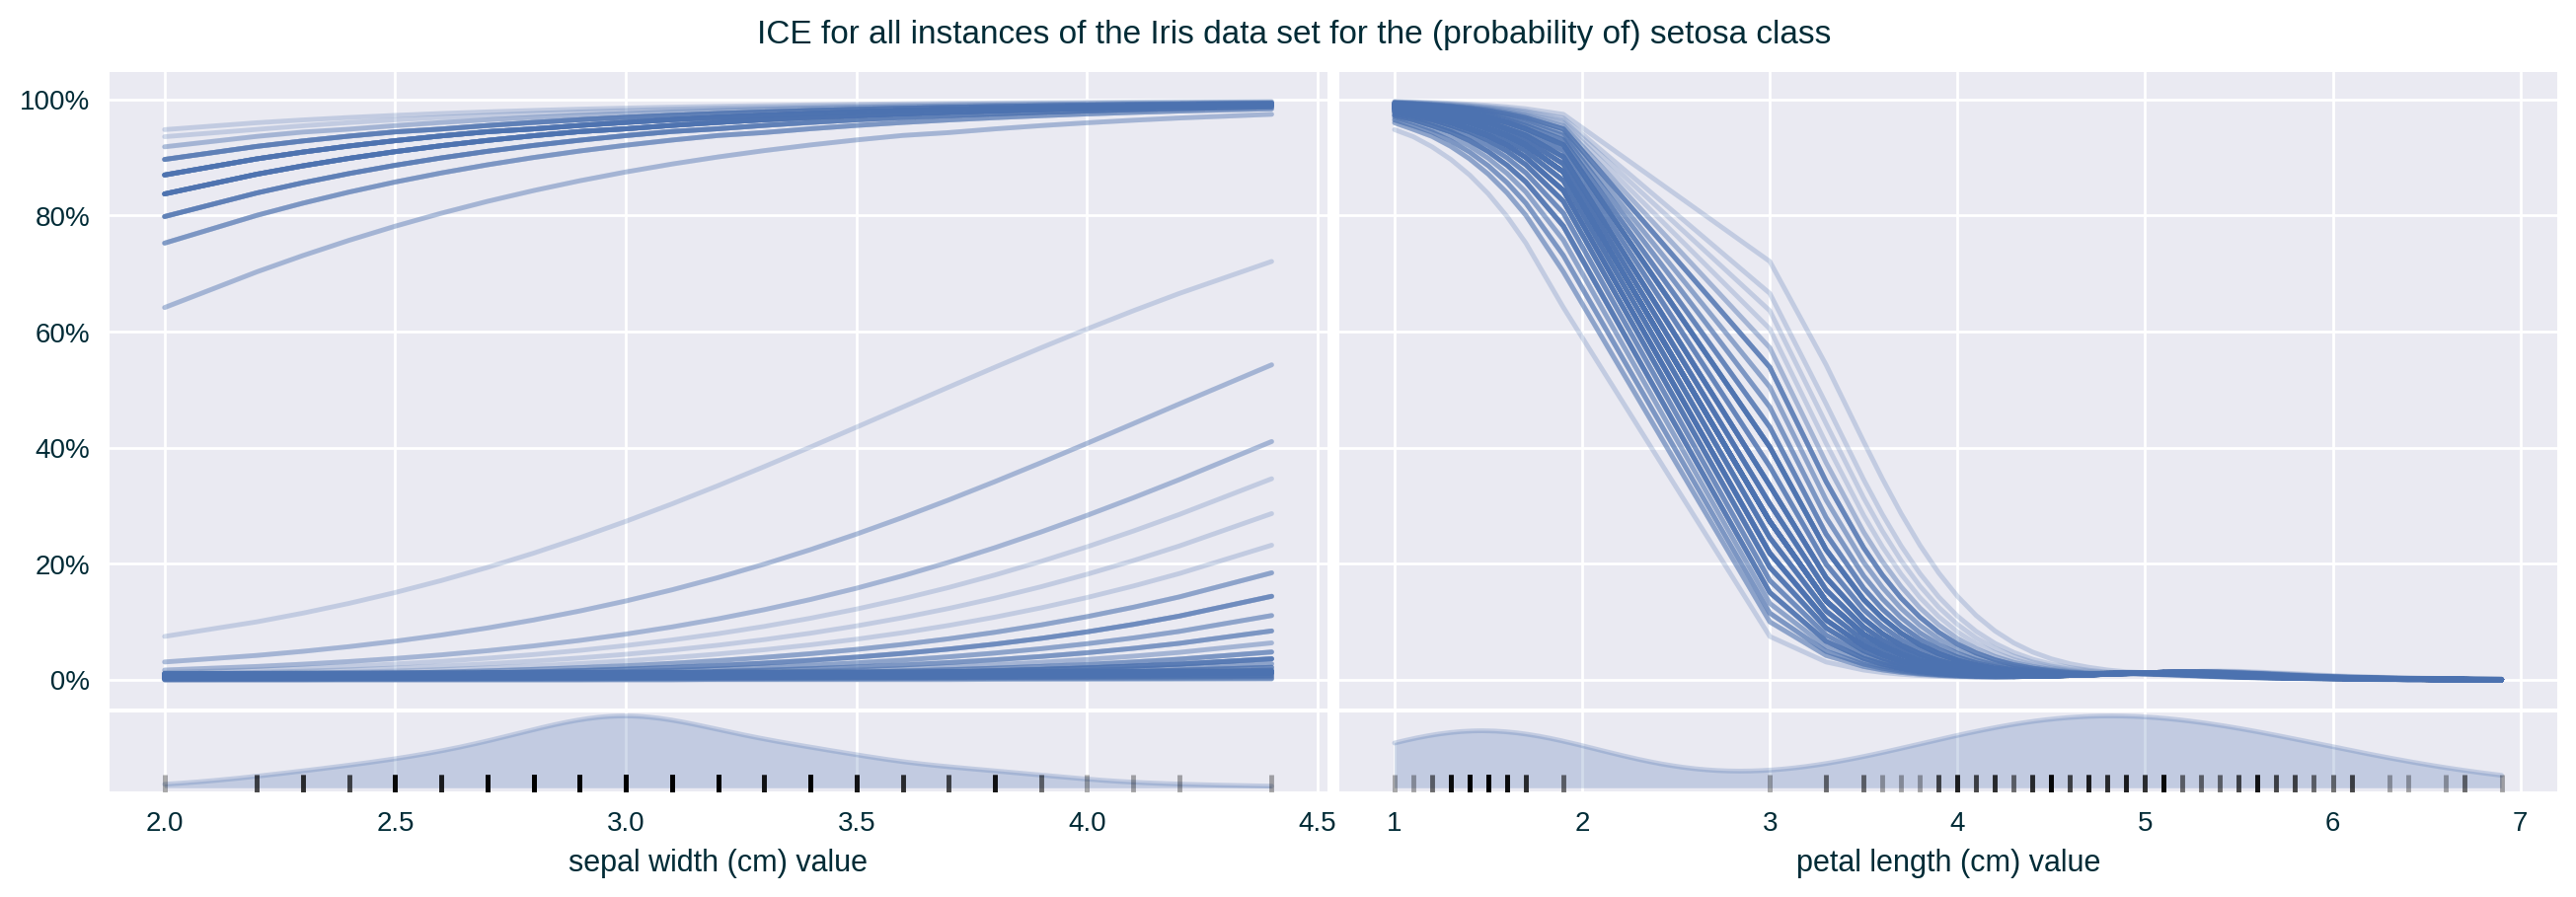 ICE for all instances of the Iris data set for the (probability of) setosa class
100%
80%
60%
40%
20%
0%
2.0 2.5 3.0 3.5 4.0 4.5 1 2 3 4 5 6 7
sepal width (cm) value petal length (cm) value